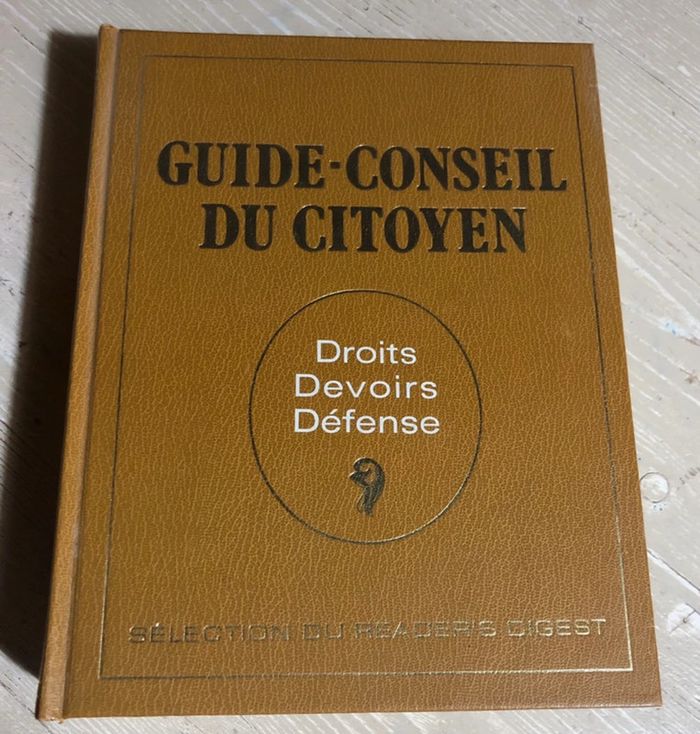 GUIDE-CONSEIL
DU CITOYEN
Droits
Devoirs
Défense
SÉLECTION DU READER'S DIGEST